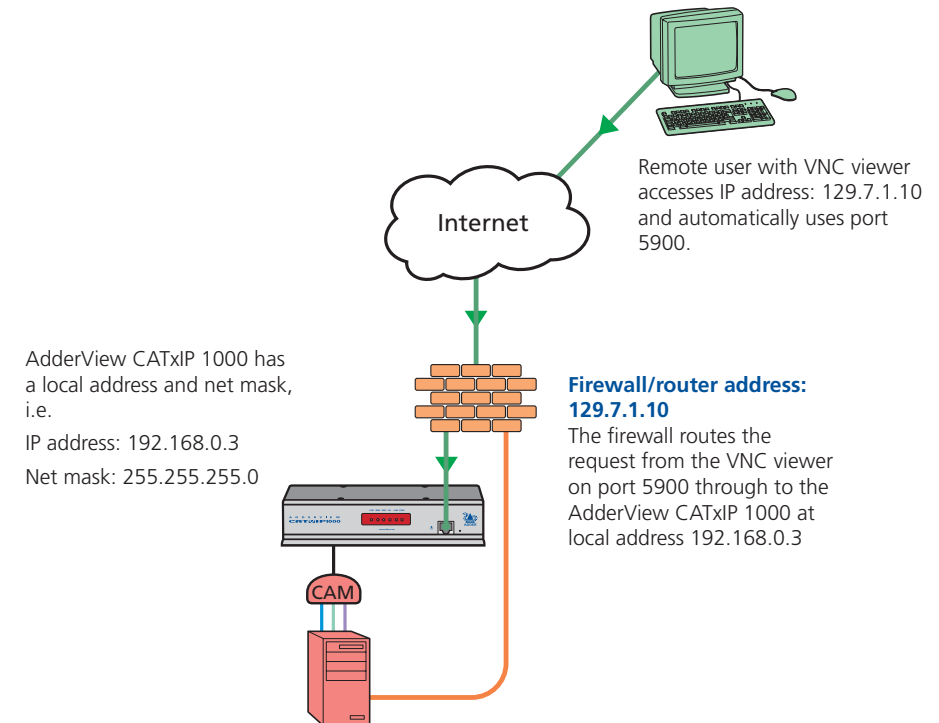 Remote user with VNC viewer
accesses IP address: 129.7.1.10
and automatically uses port
5900.
Internet
AdderView CATxIP 1000 has
a local address and net mask,
i.e.
IP address: 192.168.0.3
Net mask: 255.255.255.0
Firewall/router address:
129.7.1.10
The firewall routes the
request from the VNC viewer
on port 5900 through to the
AdderView CATxIP 1000 at
local address 192.168.0.3
ADDERVIEW
CATxIP1000
ADDER
CAM